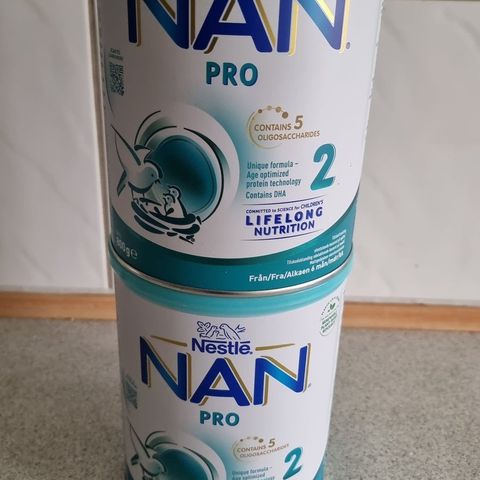 NAN
PRO
CONTAINS 5
OLIGOSACCHARIDES
Unique formula –
Age optimized
protein technology
Contains DHA
2
COMMITTED to SCIENCE for CHILDREN'S
LIFELONG
NUTRITION
800g e
Från/Fra/Alkaen 6 mån/mdr/kk
Nestlé.
NAN
PRO
CONTAINS 5
OLIGOSACCHARIDES
Unique formula –
Age optimized
2